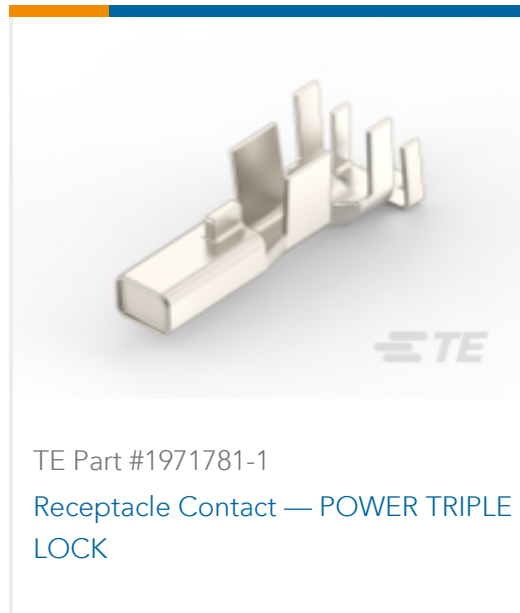 TE
TE Part #1971781-1
Receptacle Contact — POWER TRIPLE
LOCK